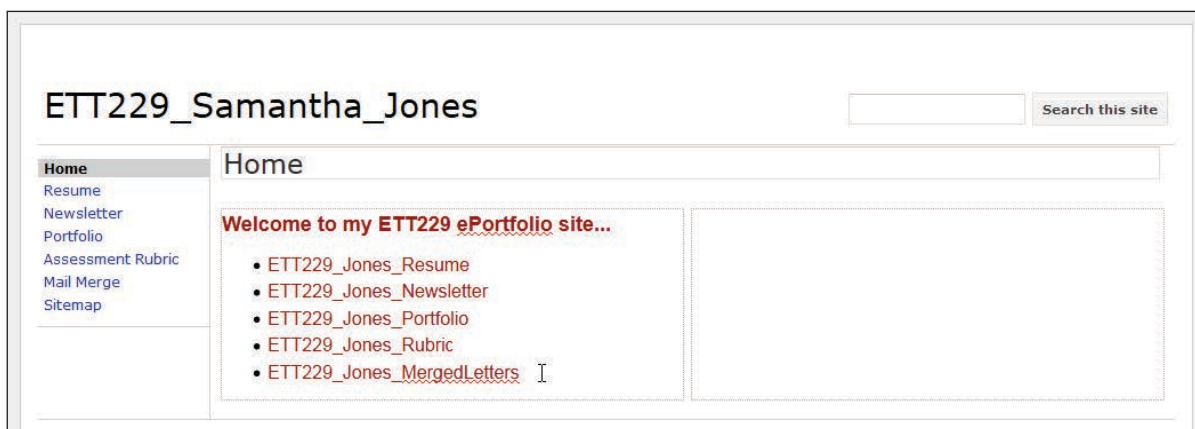 ETT229_Samantha_Jones
Search this site
Home
Resume
Newsletter
Portfolio
Assessment Rubric
Mail Merge
Sitemap
Home
Welcome to my ETT229 ePortfolio site...
• ETT229_Jones_Resume
• ETT229_Jones_Newsletter
• ETT229_Jones_Portfolio
• ETT229_Jones_Rubric
• ETT229_Jones_MergedLetters